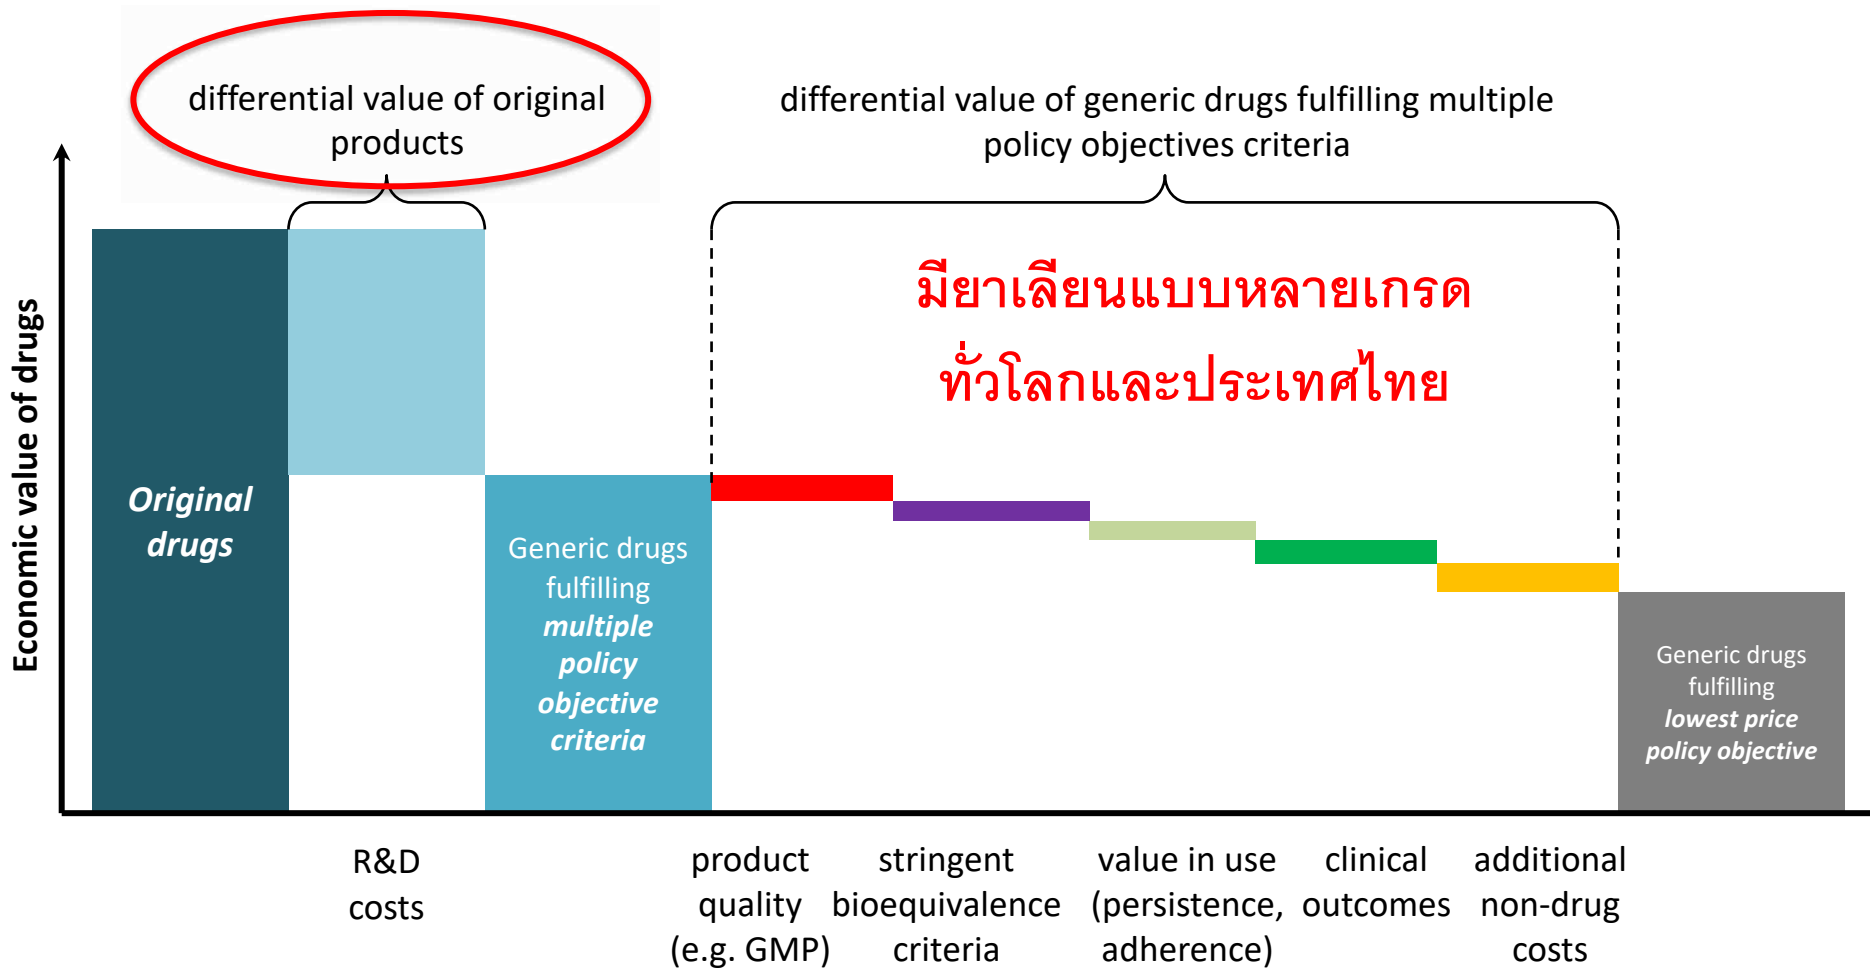 differential value of original
products
differential value of generic drugs fulfilling multiple
policy objectives criteria
Economic value of drugs
มียาเลียนแบบหลายเกรด
ทั่วโลกและประเทศไทย
Original
drugs
Generic drugs
fulfilling
multiple
policy
objective
criteria
Generic drugs
fulfilling
lowest price
policy objective
R&D
costs
product
quality
(e.g. GMP)
stringent
bioequivalence
criteria
value in use
(persistence,
adherence)
clinical
outcomes
additional
non-drug
costs